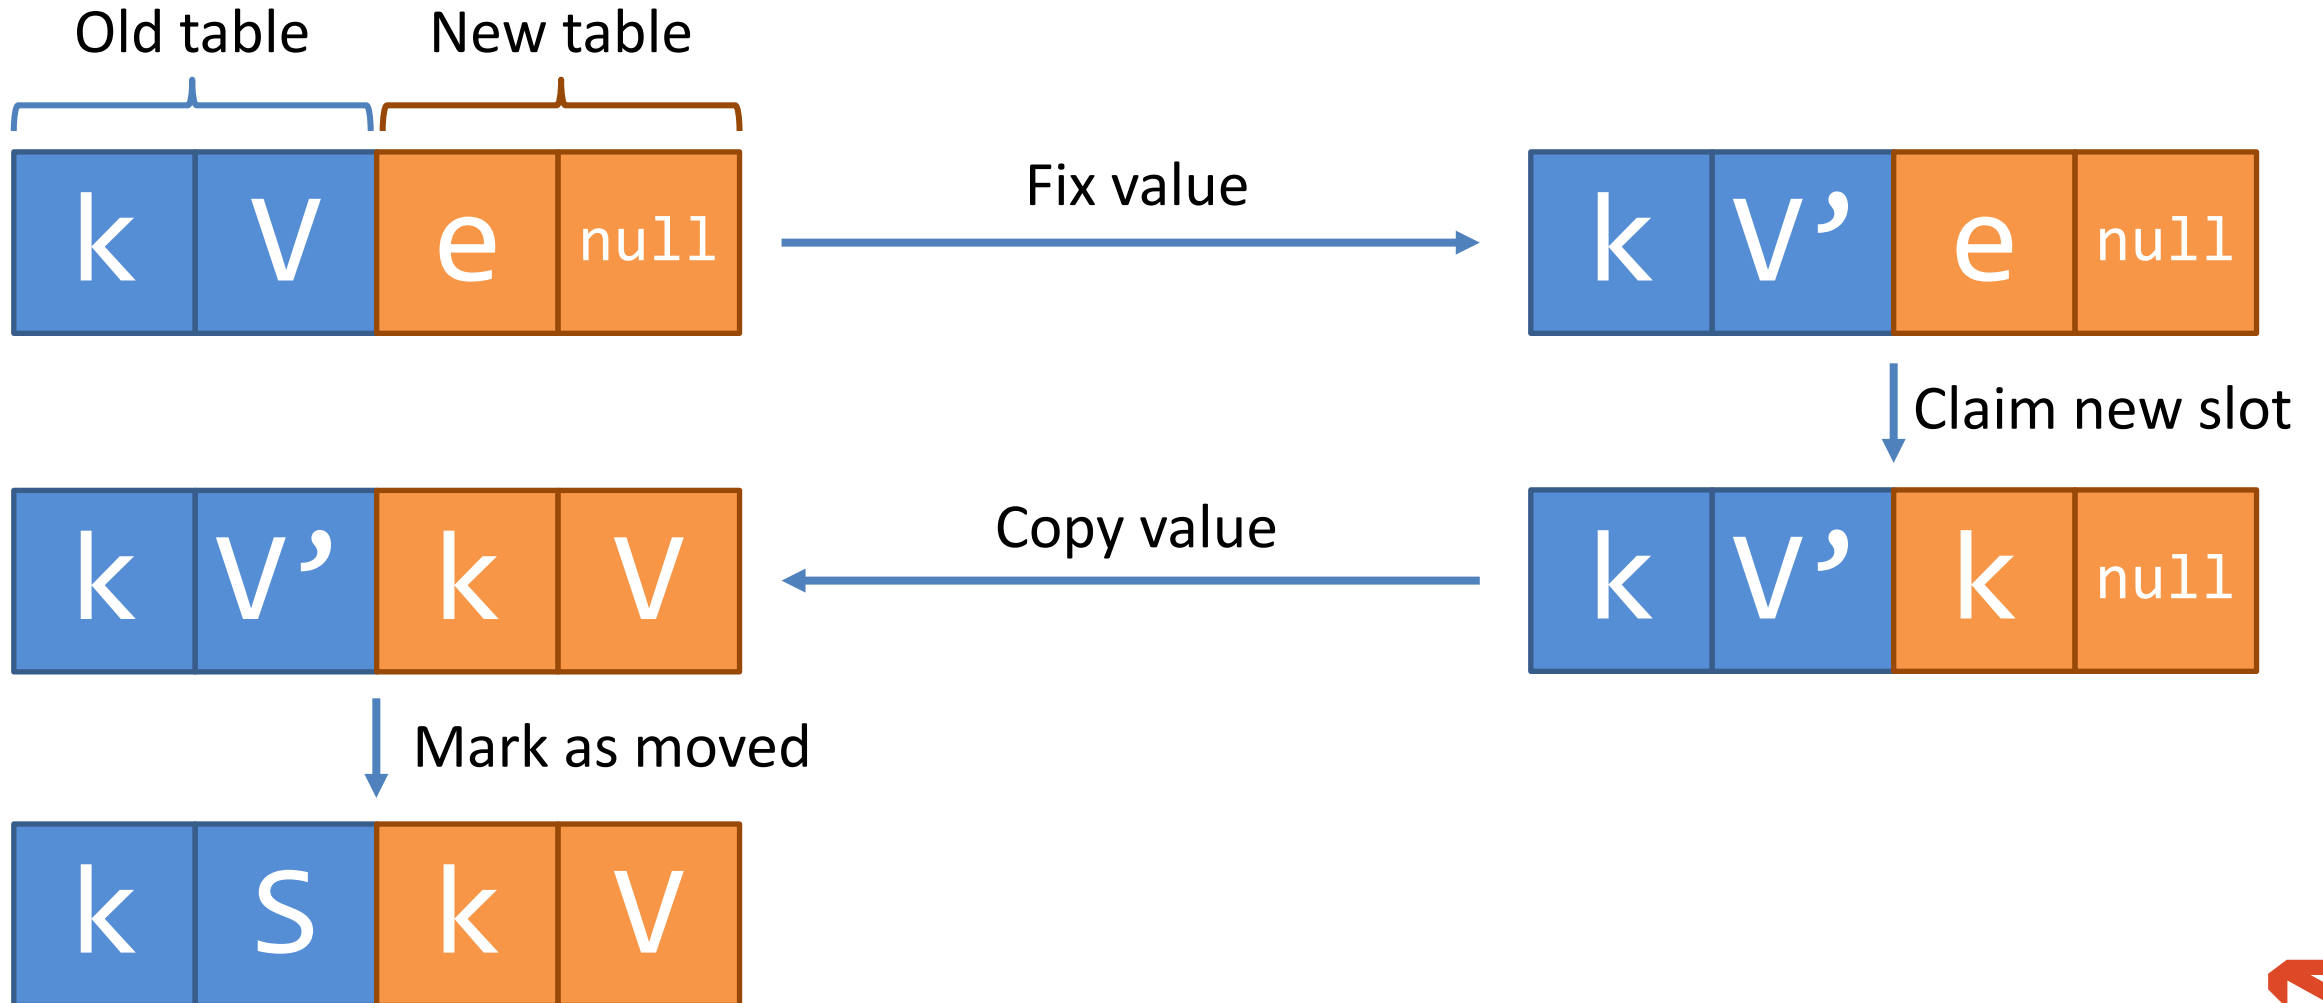 Old table New table
k V e null
Fix value
k V’ e null
Claim new slot
k V’ k null
Copy value
k V’ k V
Mark as moved
k S k V